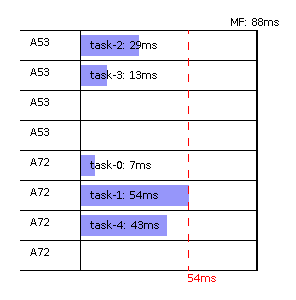 MF: 88ms
A53 task-2: 29ms
A53 task-3: 13ms
A53
A53
A72 task-0: 7ms
A72 task-1: 54ms
A72 task-4: 43ms
A72
54ms